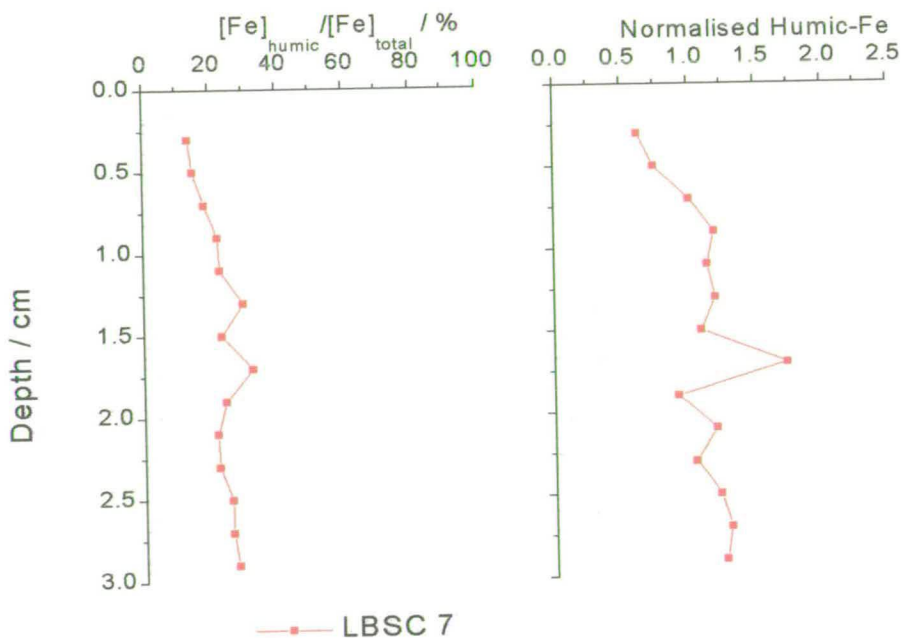 [Fe]humic/[Fe]total / %
0 20 40 60 80 100
Normalised Humic-Fe
0.0 0.5 1.0 1.5 2.0 2.5
Depth / cm
0.0
0.5
1.0
1.5
2.0
2.5
3.0
LBSC 7